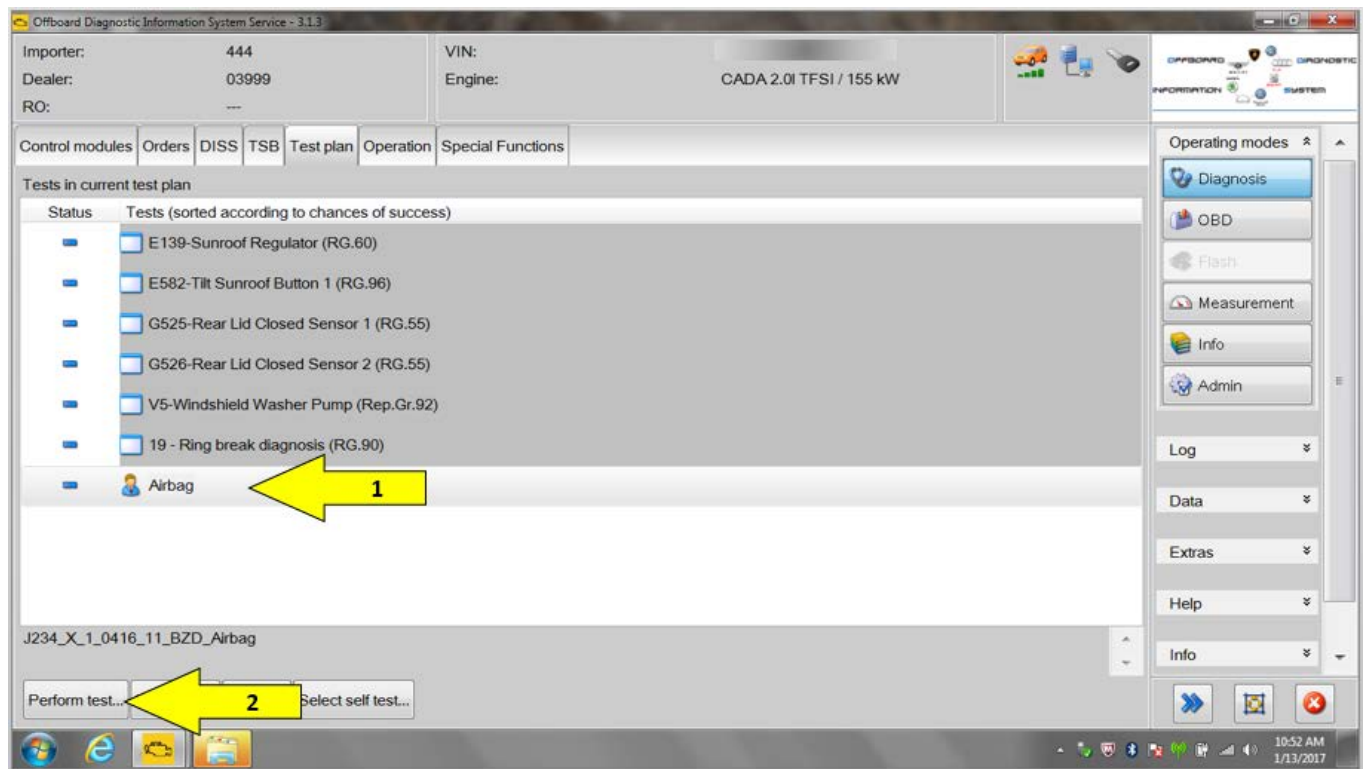 Offboard Diagnostic Information System Service - 3.1.3
Importer: 444 VIN:
Dealer: 03999 Engine: CADA 2.0l TFSI / 155 kW
RO: ---
OFFBOARD DIAGNOSTIC
INFORMATION SYSTEM
Control modules Orders DISS TSB Test plan Operation Special Functions
Tests in current test plan
Status Tests (sorted according to chances of success)
E139-Sunroof Regulator (RG.60)
E582-Tilt Sunroof Button 1 (RG.96)
G525-Rear Lid Closed Sensor 1 (RG.55)
G526-Rear Lid Closed Sensor 2 (RG.55)
V5-Windshield Washer Pump (Rep.Gr.92)
19 - Ring break diagnosis (RG.90)
Airbag 1
J234_X_1_0416_11_BZD_Airbag
Perform test... 2 Select self test...
Operating modes
Diagnosis
OBD
Flash
Measurement
Info
Admin
Log
Data
Extras
Help
Info
10:52 AM
1/13/2017